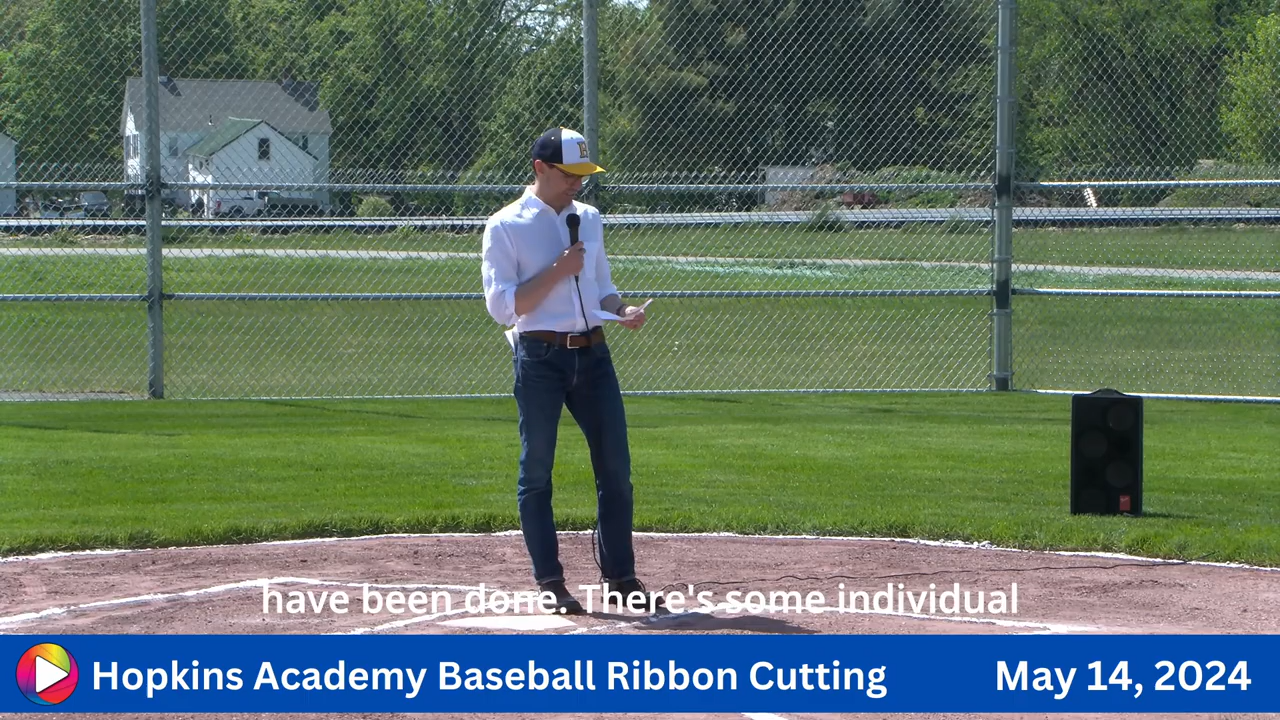 have been done. There's some individual
Hopkins Academy Baseball Ribbon Cutting
May 14, 2024